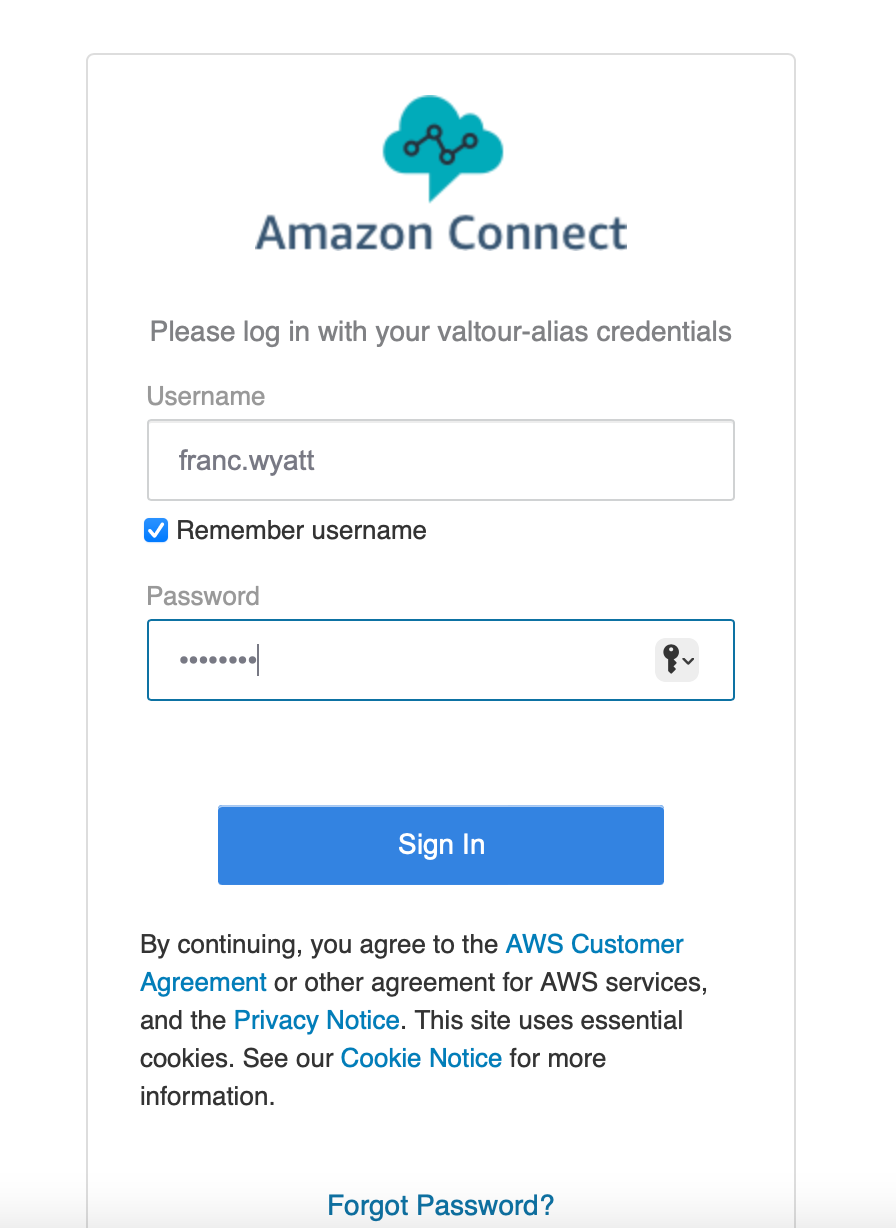 Amazon Connect
Please log in with your valtour-alias credentials
Username
franc.wyatt
Remember username
Password
••••••••
Sign In
By continuing, you agree to the AWS Customer
Agreement or other agreement for AWS services,
and the Privacy Notice. This site uses essential
cookies. See our Cookie Notice for more
information.
Forgot Password?